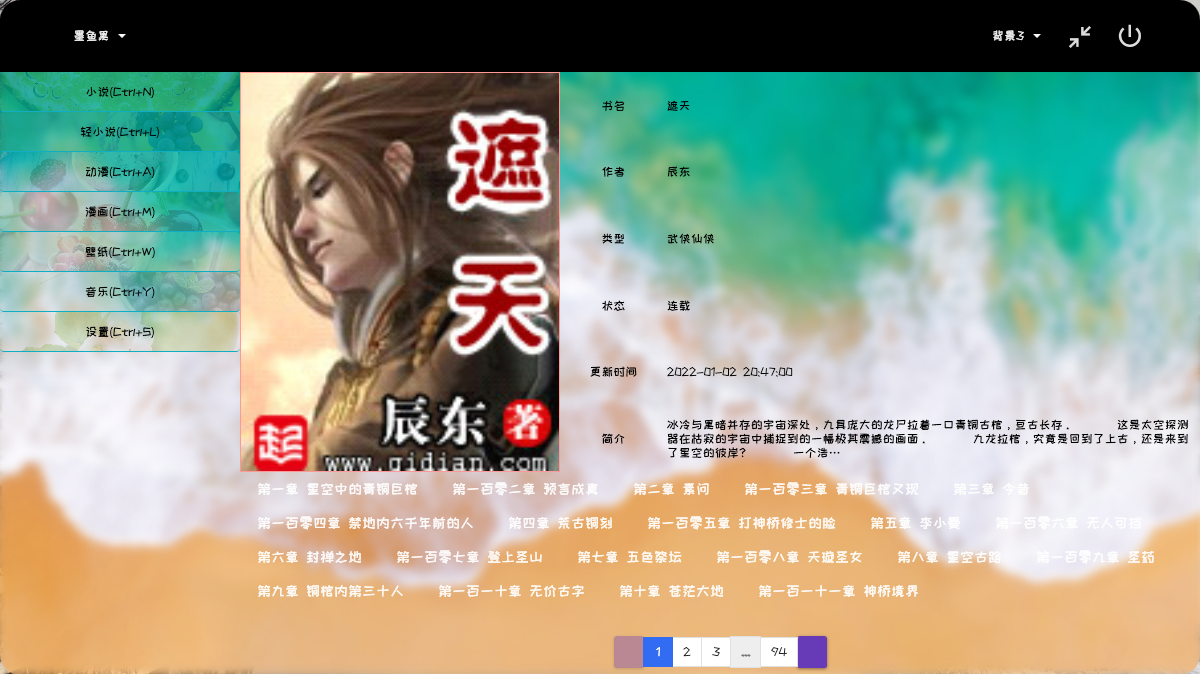 墨鱼黑
背景3
小说(Ctrl+N)
轻小说(Ctrl+L)
动漫(Ctrl+A)
漫画(Ctrl+M)
壁纸(Ctrl+W)
音乐(Ctrl+Y)
设置(Ctrl+S)
遮
天
辰东 著
起
www.qidian.com
书名 遮天
作者 辰东
类型 武侠仙侠
状态 连载
更新时间 2022-01-02 20:47:00
简介
冰冷与黑暗并存的宇宙深处，九具庞大的龙尸拉着一口青铜古棺，亘古长存。 这是太空探测
器在枯寂的宇宙中捕捉到的一幅极其震撼的画面。 九龙拉棺，究竟是回到了上古，还是来到
了星空的彼岸？ 一个浩…
第一章 星空中的青铜巨棺 第一百零二章 预言成真 第二章 素问 第一百零三章 青铜巨棺又现 第三章 今昔
第一百零四章 禁地内六千年前的人 第四章 荒古铜刻 第一百零五章 打神桥修士的脸 第五章 李小曼 第一百零六章 无人可挡
第六章 封禅之地 第一百零七章 登上圣山 第七章 五色祭坛 第一百零八章 天璇圣女 第八章 星空古路 第一百零九章 圣药
第九章 铜棺内第三十人 第一百一十章 无价古字 第十章 苍茫大地 第一百一十一章 神桥境界
1 2 3 ... 94